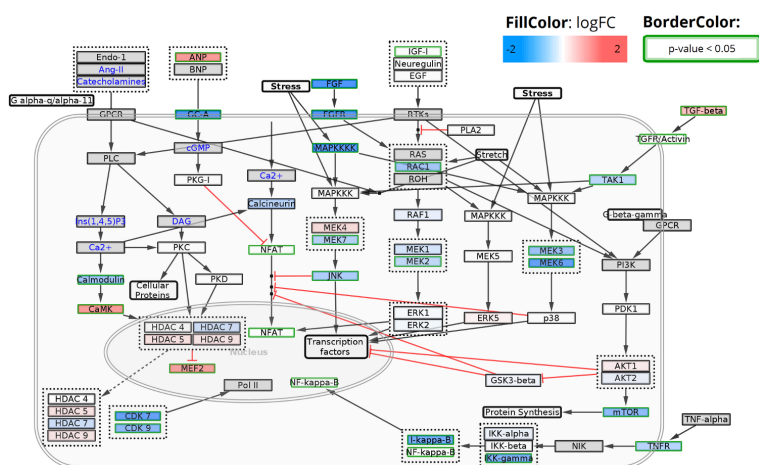 FillColor: logFC
BorderColor:
-2
2
p-value < 0.05
Endo-1
Ang-II
Catecholamines
ANP
BNP
IGF-I
Neuregulin
EGF
Stress
FGF
Stress
G alpha-q/alpha-11
GPCR
GC-A
FGFR
RTKs
TGF-beta
PLA2
TGFR/Activin
PLC
cGMP
MAPKKKK
RAS
RAC1
ROH
Stretch
PKG-I
Ca2+
MAPKKK
TAK1
MAPKKK
Calcineurin
RAF1
MAPKKK
G-beta-gamma
GPCR
Ins(1,4,5)P3
DAG
MEK4
MEK7
Ca2+
PKC
NFAT
MEK1
MEK2
MEK5
MEK3
MEK6
PI3K
Calmodulin
PKD
JNK
Cellular
Proteins
CaMK
PDK1
ERK1
ERK2
ERK5
p38
HDAC 4
HDAC 7
HDAC 5
HDAC 9
NFAT
Transcription
factors
Nucleus
MEF2
AKT1
AKT2
Pol II
NF-kappa-B
GSK3-beta
HDAC 4
HDAC 5
HDAC 7
HDAC 9
CDK 7
CDK 9
Protein Synthesis
mTOR
TNF-alpha
I-kappa-B
NF-kappa-B
IKK-alpha
IKK-beta
IKK-gamma
NIK
TNFR